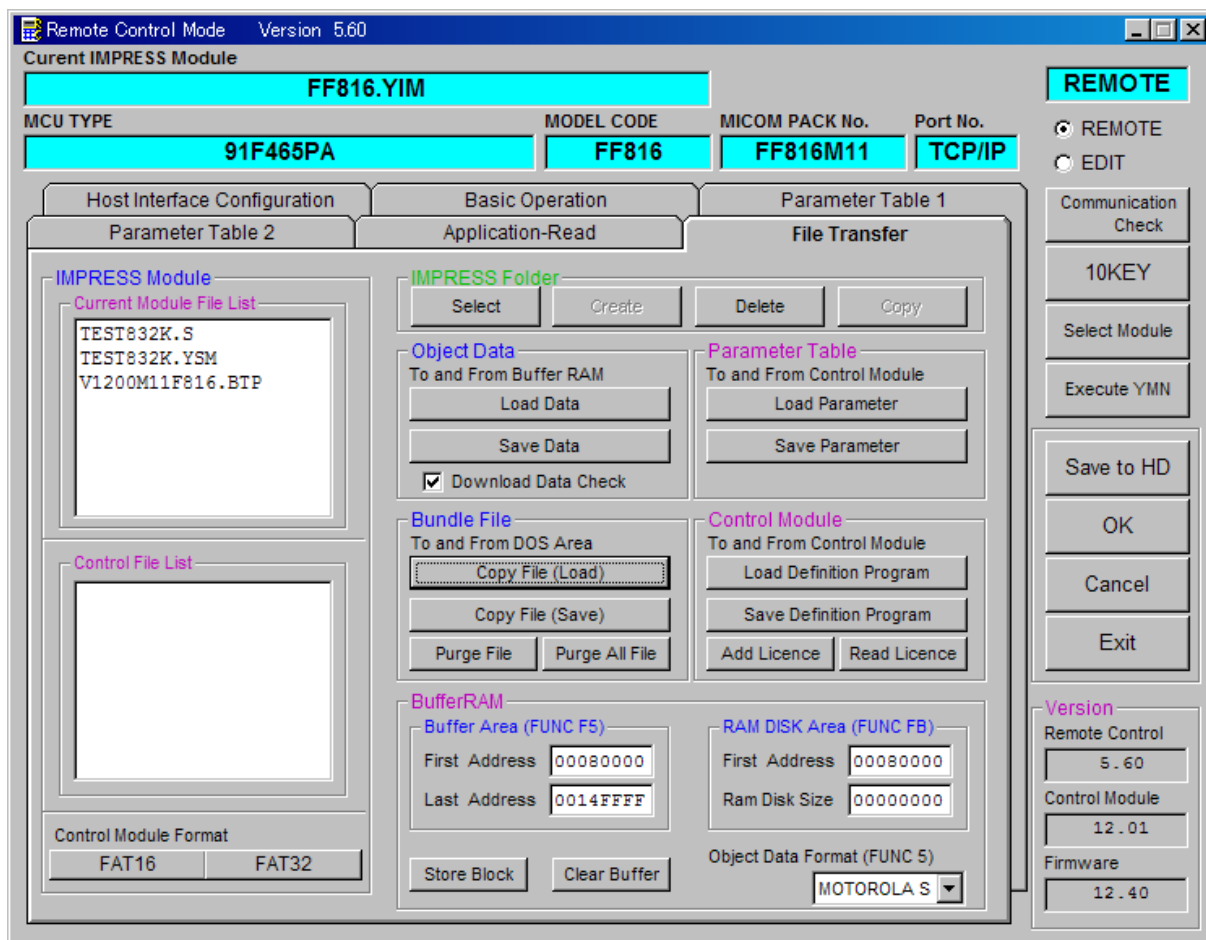 Remote Control Mode Version 5.60
Curent IMPRESS Module
FF816.YIM
REMOTE
MCU TYPE MODEL CODE MICOM PACK No. Port No.
91F465PA FF816 FF816M11 TCP/IP
REMOTE
EDIT
Host Interface Configuration Basic Operation Parameter Table 1
Parameter Table 2 Application-Read File Transfer
IMPRESS Module
Current Module File List
TEST832K.S
TEST832K.YSM
V1200M11F816.BTP
Control File List
Control Module Format
FAT16 FAT32
IMPRESS Folder
Select Create Delete Copy
Object Data
To and From Buffer RAM
Load Data
Save Data
Download Data Check
Parameter Table
To and From Control Module
Load Parameter
Save Parameter
Bundle File
To and From DOS Area
Copy File (Load)
Copy File (Save)
Purge File Purge All File
Control Module
To and From Control Module
Load Definition Program
Save Definition Program
Add Licence Read Licence
BufferRAM
Buffer Area (FUNC F5)
First Address 00080000
Last Address 0014FFFF
RAM DISK Area (FUNC FB)
First Address 00080000
Ram Disk Size 00000000
Store Block Clear Buffer
Object Data Format (FUNC 5)
MOTOROLA S
Communication
Check
10KEY
Select Module
Execute YMN
Save to HD
OK
Cancel
Exit
Version
Remote Control
5.60
Control Module
12.01
Firmware
12.40